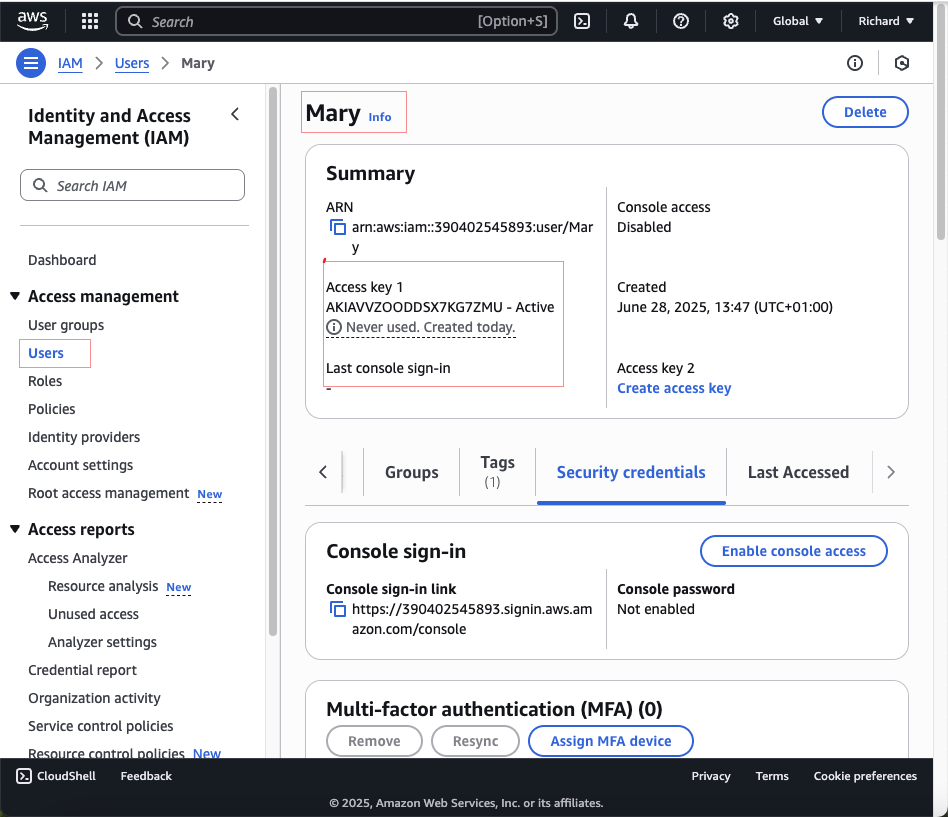 aws
Search [Option+S] Global Richard
IAM > Users > Mary
Identity and Access
Management (IAM)
Search IAM
Dashboard
Access management
User groups
Users
Roles
Policies
Identity providers
Account settings
Root access management New
Access reports
Access Analyzer
Resource analysis New
Unused access
Analyzer settings
Credential report
Organization activity
Service control policies
Resource control policies New
Mary Info
Delete
Summary
ARN
arn:aws:iam::390402545893:user/Mar
y
Console access
Disabled
Access key 1
AKIAVVZOODDSX7KG7ZMU - Active
Never used. Created today.
Created
June 28, 2025, 13:47 (UTC+01:00)
Last console sign-in
-
Access key 2
Create access key
Groups
Tags
(1)
Security credentials
Last Accessed
Console sign-in
Enable console access
Console sign-in link
https://390402545893.signin.aws.am
azon.com/console
Console password
Not enabled
Multi-factor authentication (MFA) (0)
Remove
Resync
Assign MFA device
CloudShell Feedback Privacy Terms Cookie preferences
© 2025, Amazon Web Services, Inc. or its affiliates.